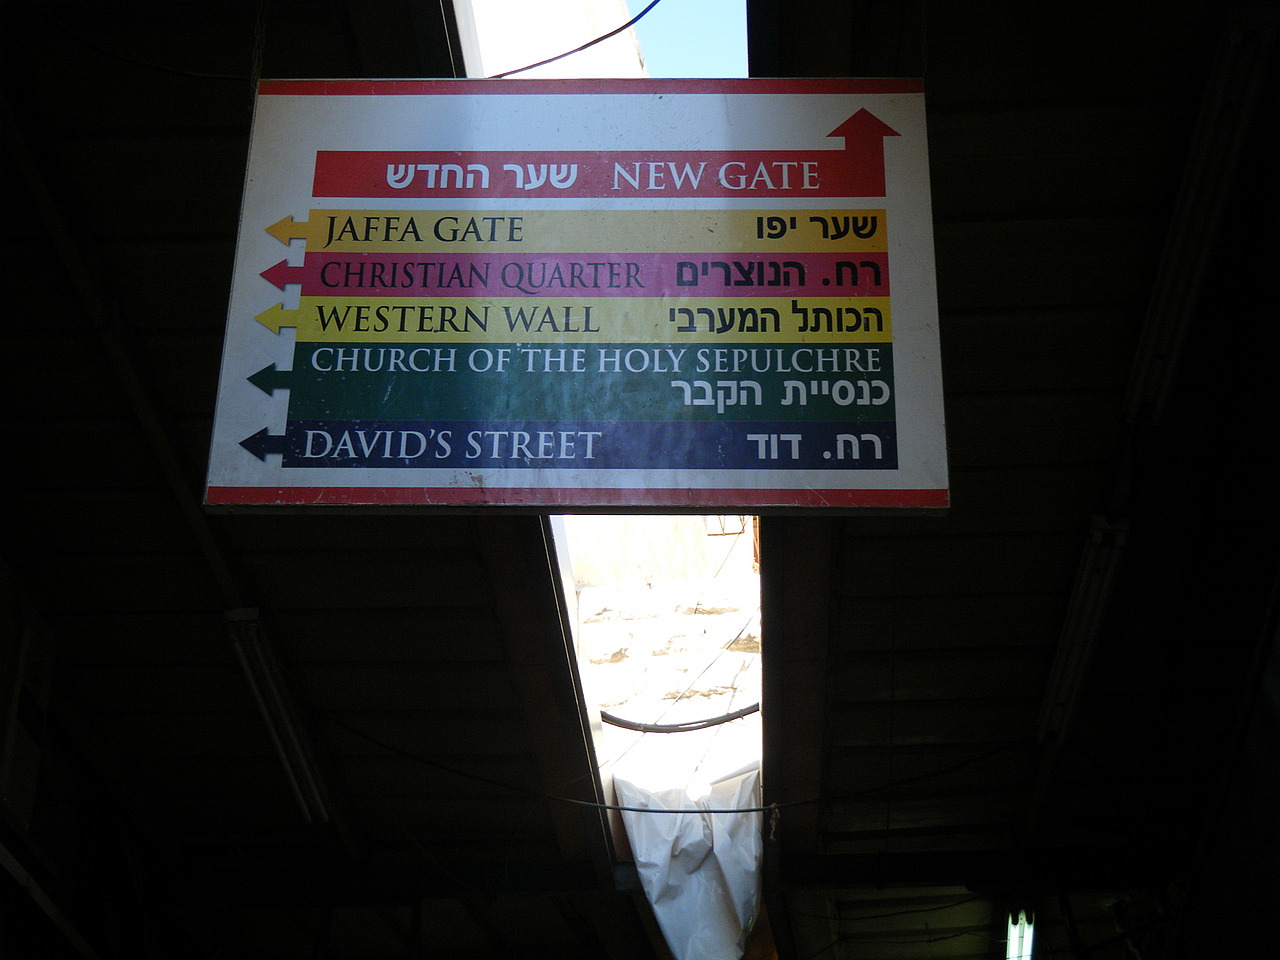 שער החדש NEW GATE
JAFFA GATE שער יפו
CHRISTIAN QUARTER רח. הנוצרים
WESTERN WALL הכותל המערבי
CHURCH OF THE HOLY SEPULCHRE
כנסיית הקבר
DAVID'S STREET רח. דוד